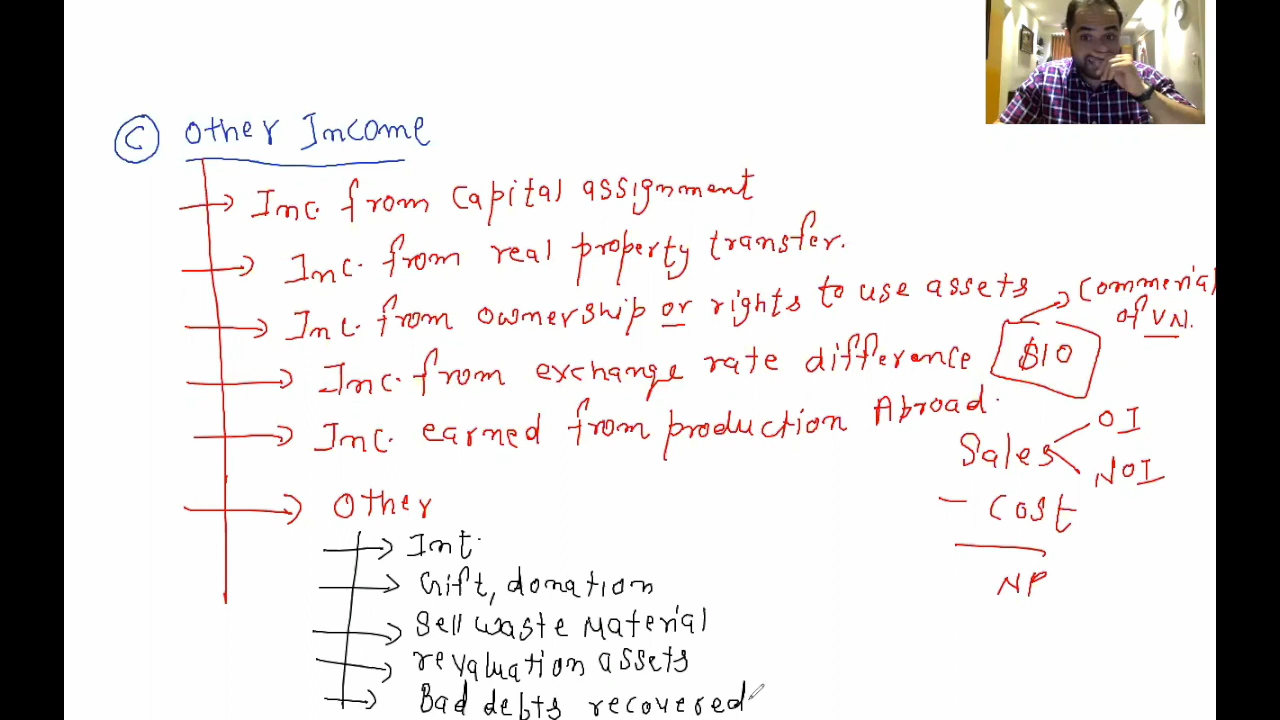 C Other Income
Inc. from Capital assignment
Inc. from real property transfer.
Inc. from ownership or rights to use assets
Commerial
of VN.
Inc. from exchange rate difference
$10
Inc. earned from production Abroad.
Sales
OI
NOI
- Cost
NP
Other
Int.
Gift, donation
Sell waste Material
revaluation assets
Bad debts recovered